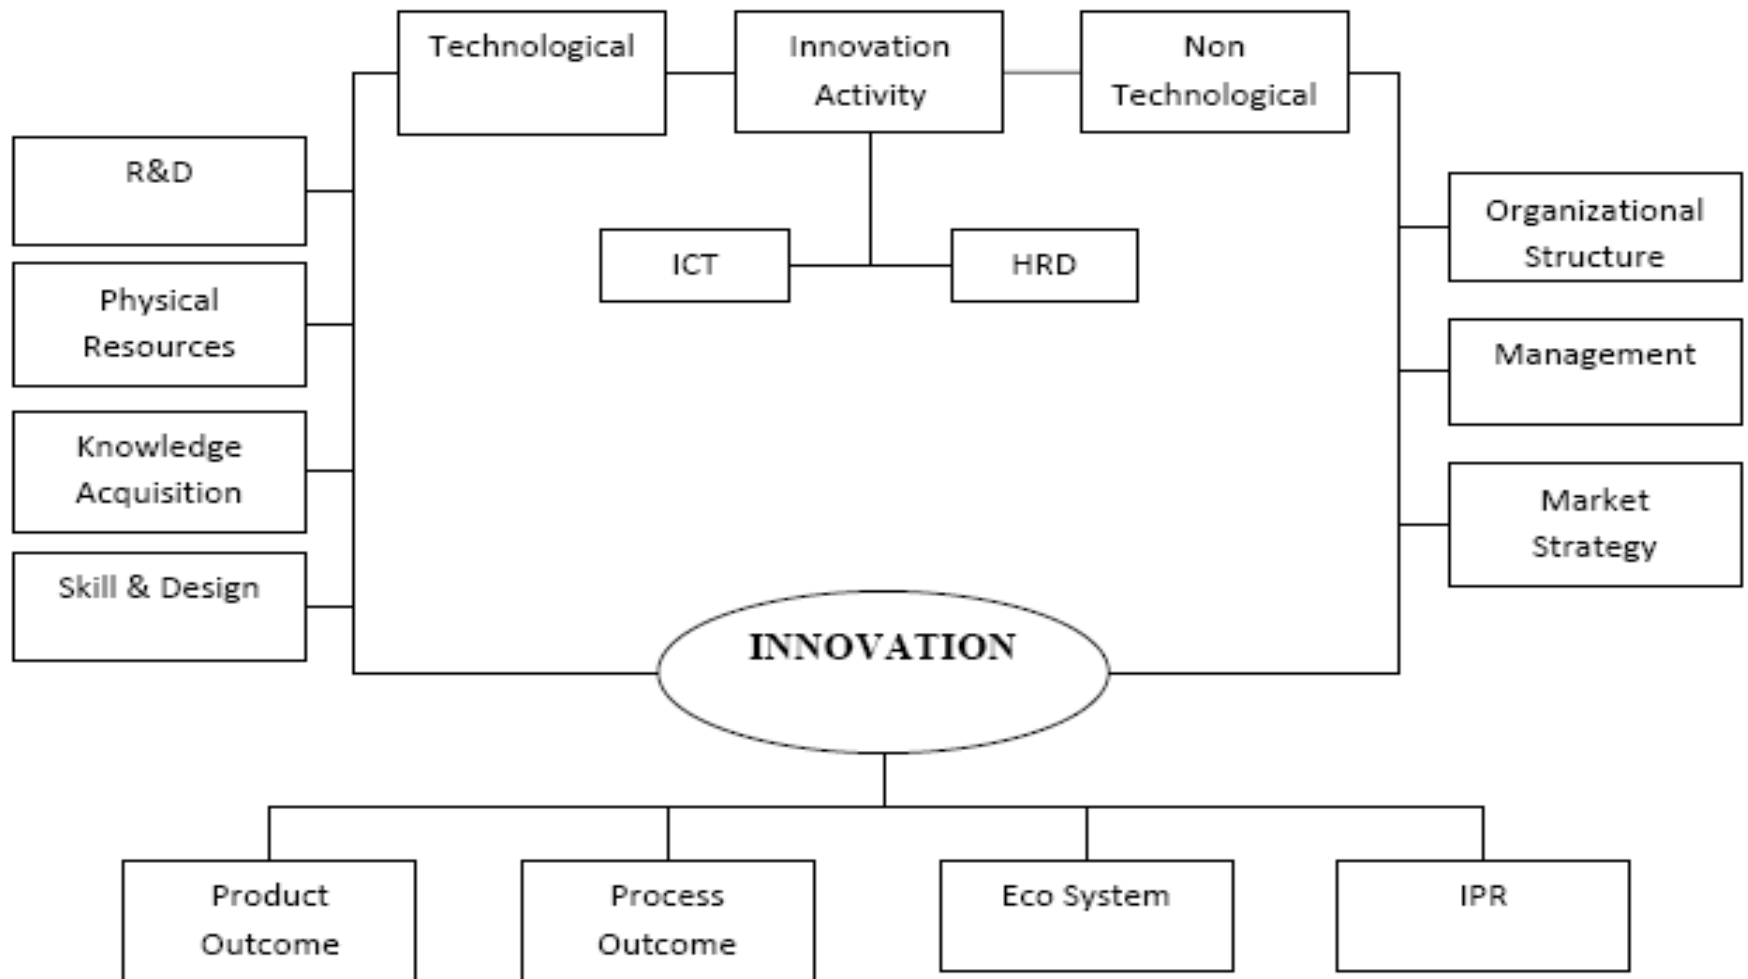 Technological
Innovation
Activity
Non
Technological
R&D
Physical
Resources
Knowledge
Acquisition
Skill & Design
ICT
HRD
Organizational
Structure
Management
Market
Strategy
INNOVATION
Product
Outcome
Process
Outcome
Eco System
IPR